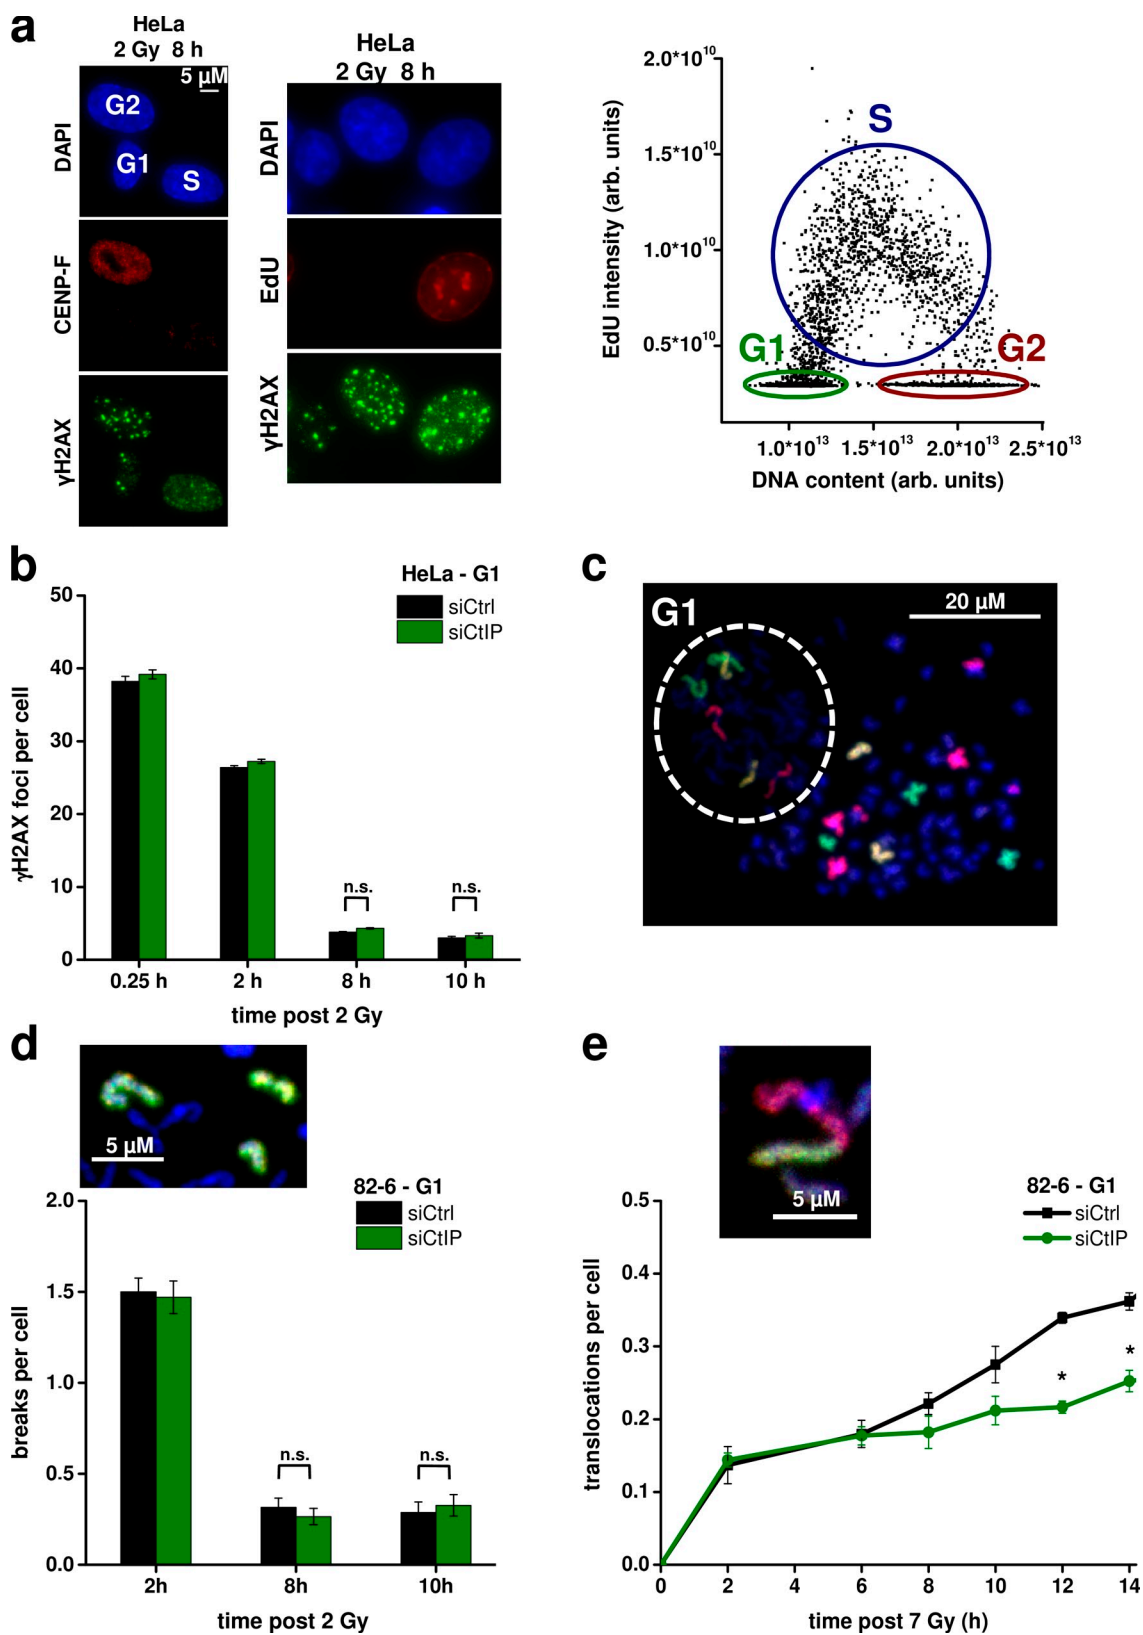 a
HeLa
2 Gy 8 h
5 µM
DAPI
G2
G1
S
CENP-F
γH2AX
HeLa
2 Gy 8 h
DAPI
EdU
γH2AX
EdU intensity (arb. units)
2.0*10^10
1.5*10^10
1.0*10^10
0.5*10^10
S
G1
G2
1.0*10^13 1.5*10^13 2.0*10^13 2.5*10^13
DNA content (arb. units)
b
HeLa - G1
siCtrl
siCtIP
γH2AX foci per cell
50
40
30
20
10
0
n.s. n.s.
0.25 h 2 h 8 h 10 h
time post 2 Gy
c
G1
20 µM
d
5 µM
82-6 - G1
siCtrl
siCtIP
breaks per cell
2.0
1.5
1.0
0.5
0.0
n.s. n.s.
2h 8h 10h
time post 2 Gy
e
5 µM
82-6 - G1
siCtrl
siCtIP
translocations per cell
0.5
0.4
0.3
0.2
0.1
0.0
* *
0 2 4 6 8 10 12 14
time post 7 Gy (h)